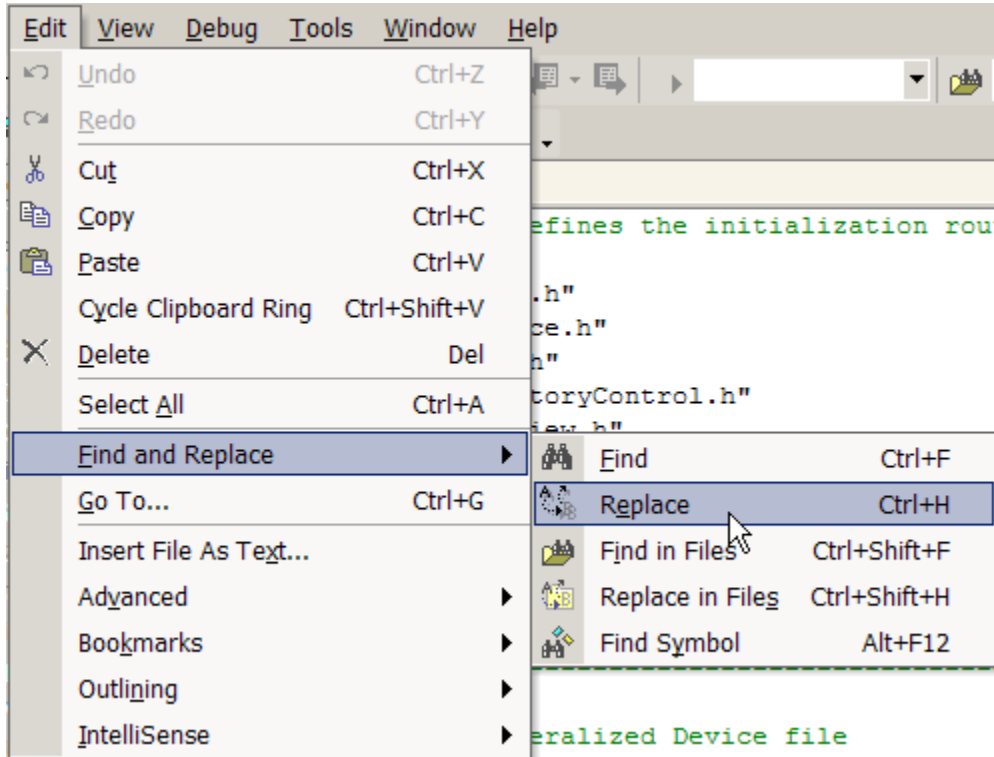 Edit View Debug Tools Window Help
Undo Ctrl+Z
Redo Ctrl+Y
Cut Ctrl+X
Copy Ctrl+C
Paste Ctrl+V
Cycle Clipboard Ring Ctrl+Shift+V
Delete Del
Select All Ctrl+A
Find and Replace
Go To... Ctrl+G
Insert File As Text...
Advanced
Bookmarks
Outlining
IntelliSense
Find Ctrl+F
Replace Ctrl+H
Find in Files Ctrl+Shift+F
Replace in Files Ctrl+Shift+H
Find Symbol Alt+F12
efines the initialization rou
.h"
ce.h"
h"
toryControl.h"
iew.h"
eralized Device file